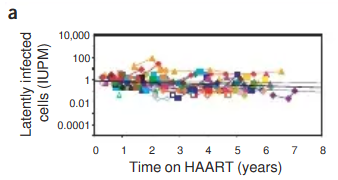 a
Latently infected
cells (IUPM)
10,000
100
1
0.01
0.0001
0 1 2 3 4 5 6 7 8
Time on HAART (years)